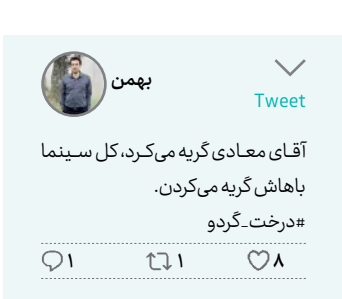 بهمن
Tweet
آقای معادی گریه می‌کرد، کل سینما
باهاش گریه می‌کردن.
#درخت_گردو
۸ ۱ ۱